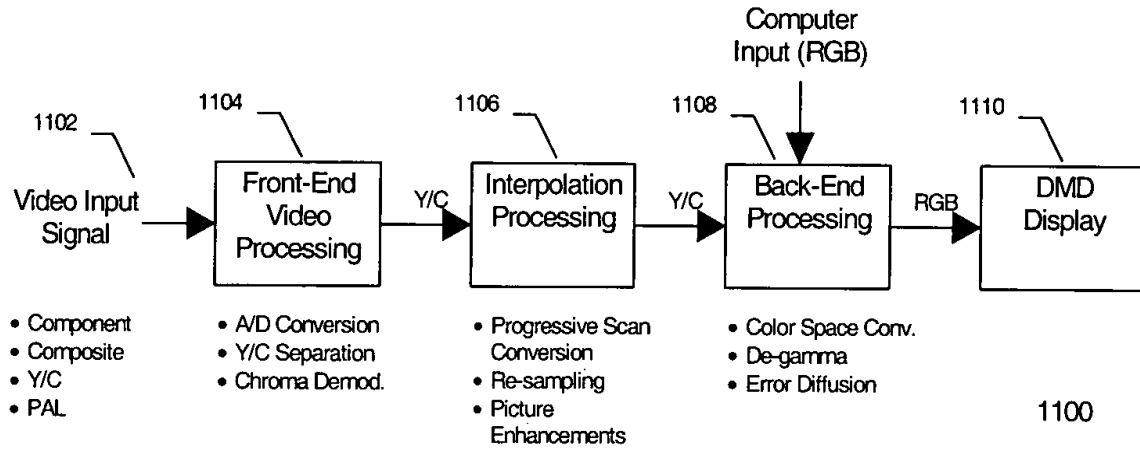 Computer
Input (RGB)
1102
1104
1106
1108
1110
Video Input
Signal
Front-End
Video
Processing
Y/C
Interpolation
Processing
Y/C
Back-End
Processing
RGB
DMD
Display
• Component
• Composite
• Y/C
• PAL
• A/D Conversion
• Y/C Separation
• Chroma Demod.
• Progressive Scan
Conversion
• Re-sampling
• Picture
Enhancements
• Color Space Conv.
• De-gamma
• Error Diffusion
1100